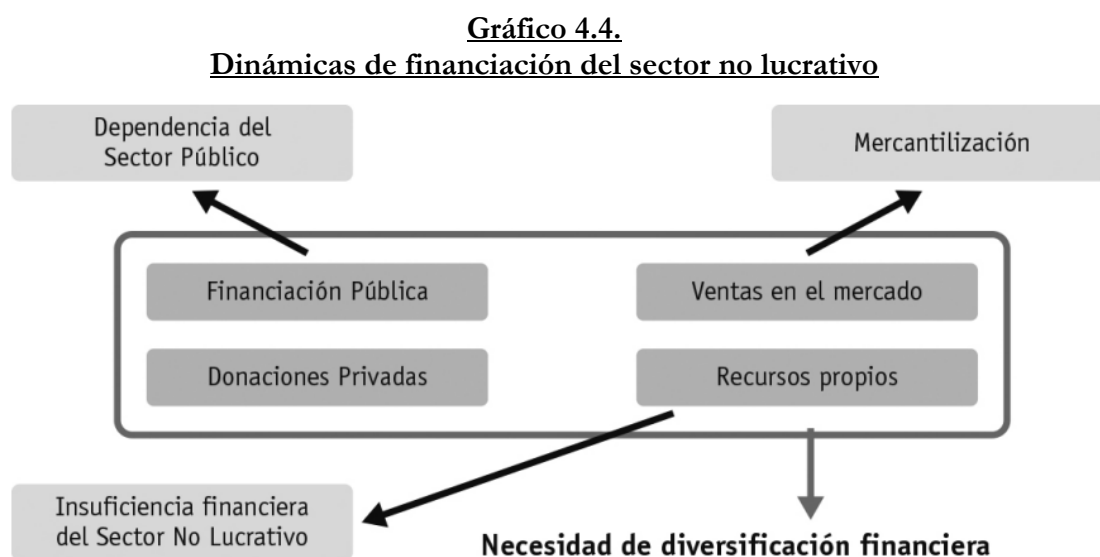 Gráfico 4.4.
Dinámicas de financiación del sector no lucrativo
Dependencia del
Sector Público
Mercantilización
Financiación Pública
Ventas en el mercado
Donaciones Privadas
Recursos propios
Insuficiencia financiera
del Sector No Lucrativo
Necesidad de diversificación financiera